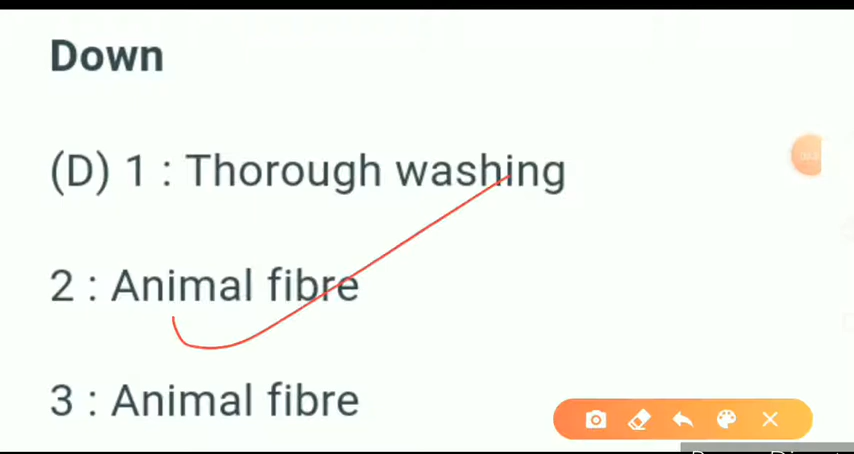 Down
(D) 1 : Thorough washing
2 : Animal fibre
3 : Animal fibre